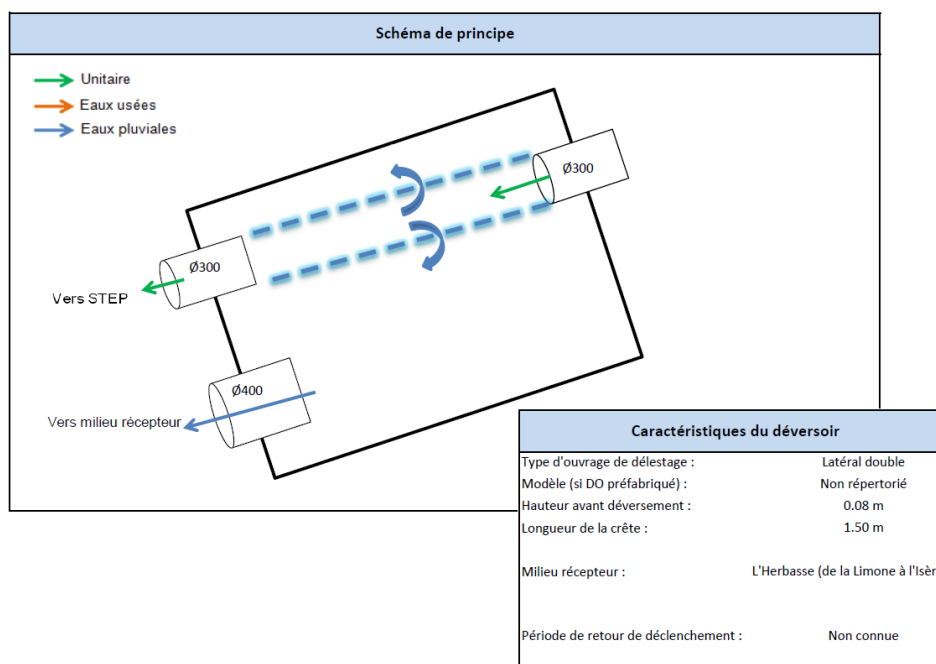 Schéma de principe
Unitaire
Eaux usées
Eaux pluviales
Ø300
Ø300
Vers STEP
Ø400
Vers milieu récepteur
Caractéristiques du déversoir
Type d'ouvrage de délestage : Latéral double
Modèle (si DO préfabriqué) : Non répertorié
Hauteur avant déversement : 0.08 m
Longueur de la crête : 1.50 m
Milieu récepteur : L'Herbasse (de la Limone à l'Isèr
Période de retour de déclenchement : Non connue